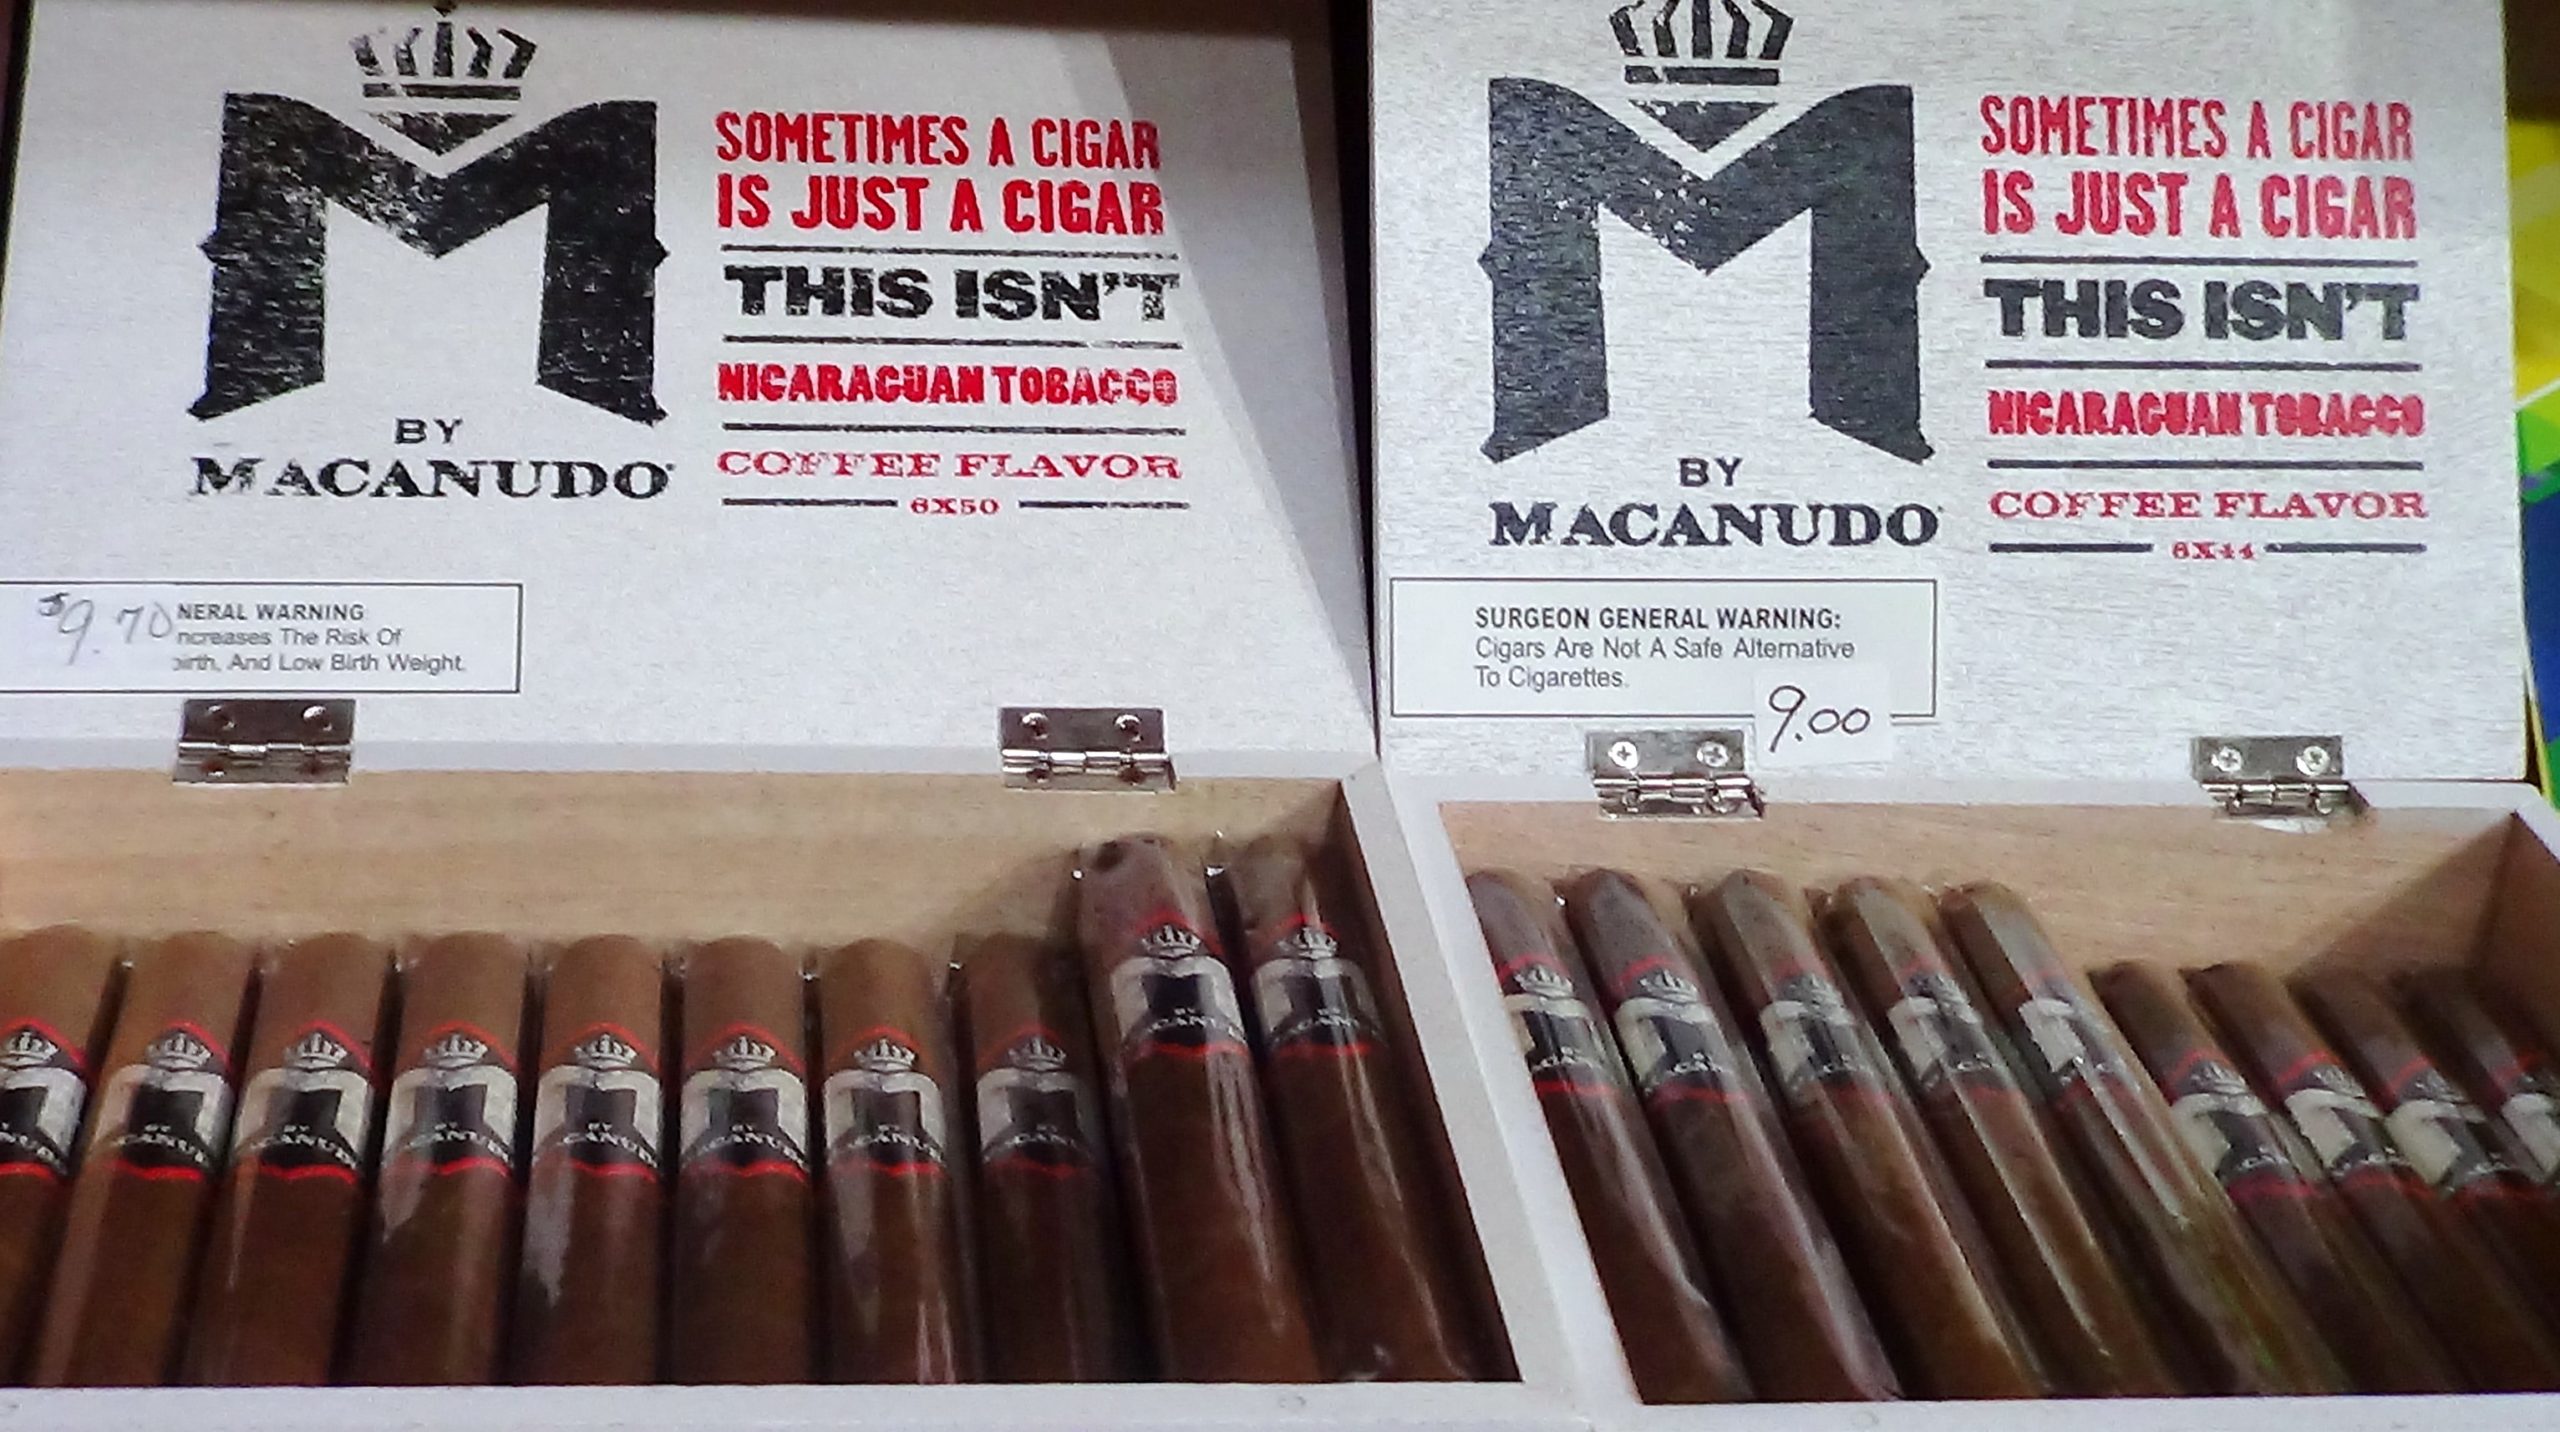 M
BY
MACANUDO
SOMETIMES A CIGAR
IS JUST A CIGAR
THIS ISN'T
NICARAGUAN TOBACCO
COFFEE FLAVOR
6X50
$9.70
NERAL WARNING
ncreases The Risk Of
birth, And Low Birth Weight.
M
BY
MACANUDO
SOMETIMES A CIGAR
IS JUST A CIGAR
THIS ISN'T
NICARAGUAN TOBACCO
COFFEE FLAVOR
6X44
SURGEON GENERAL WARNING:
Cigars Are Not A Safe Alternative
To Cigarettes.
9.00